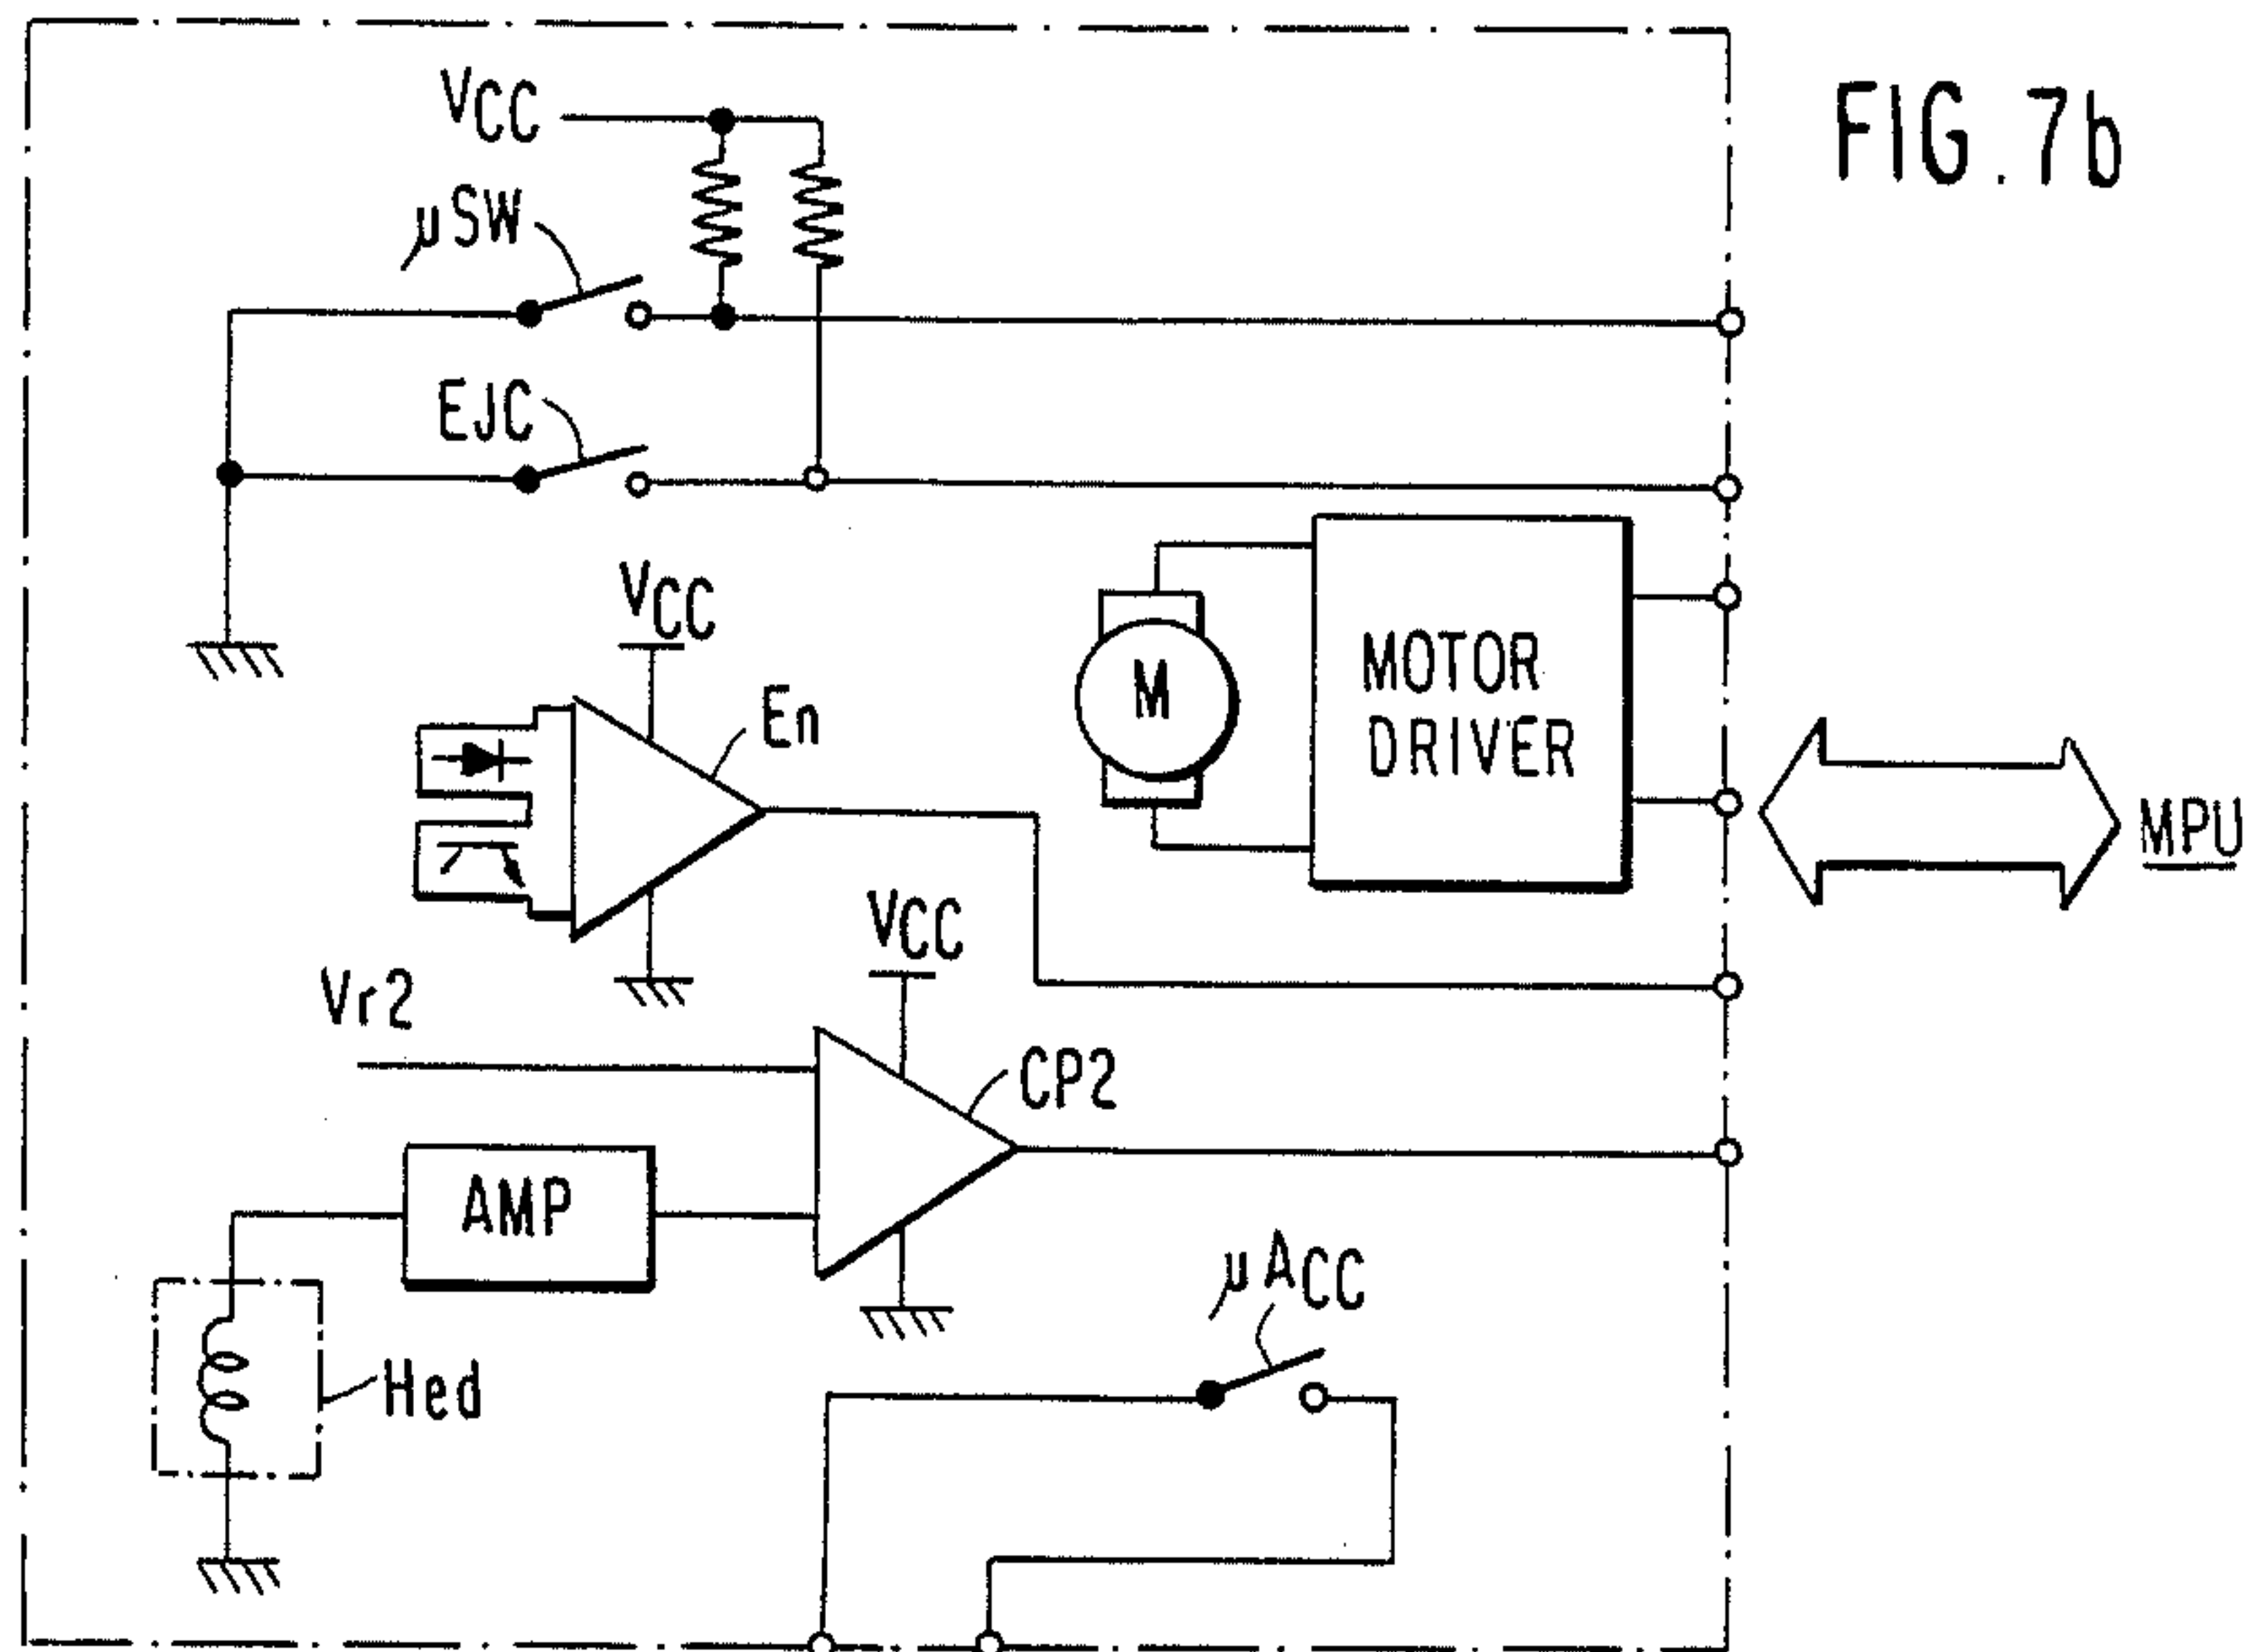 FIG. 7b
VCC
μSW
EJC
VCC
En
M
MOTOR
DRIVER
MPU
Vr2
VCC
CP2
AMP
μACC
Hed